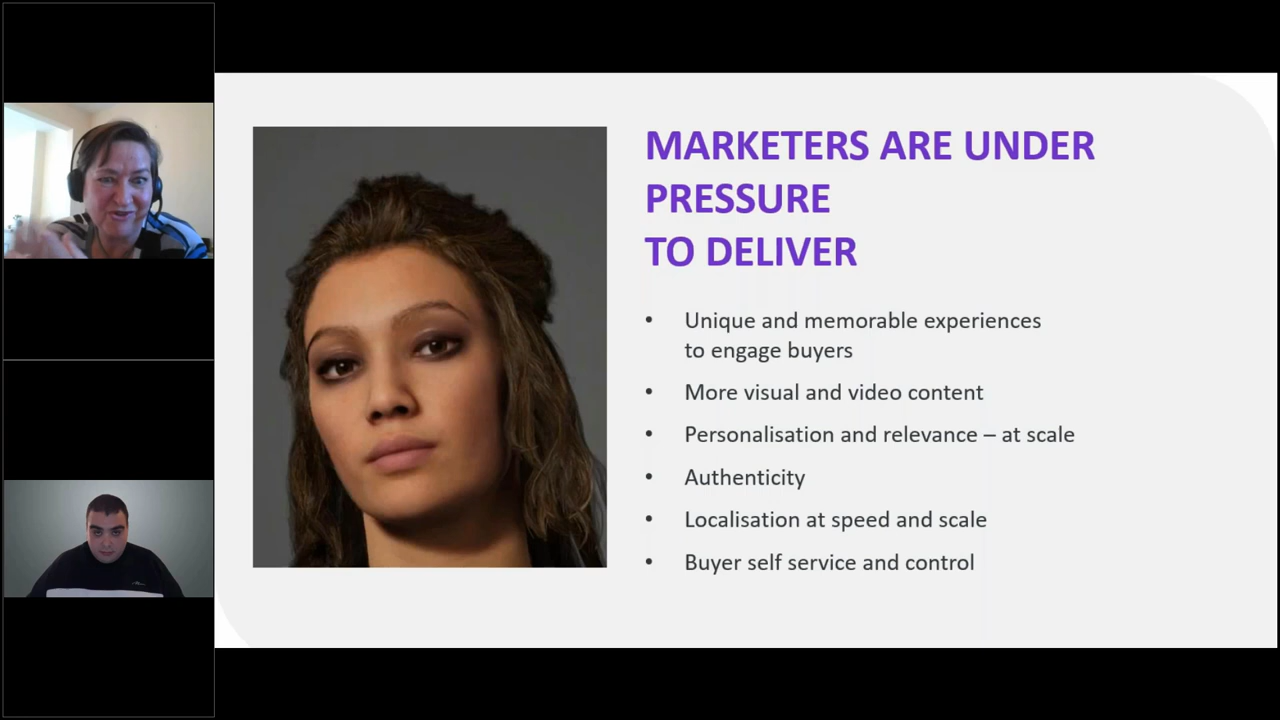 MARKETERS ARE UNDER
PRESSURE
TO DELIVER
• Unique and memorable experiences
to engage buyers
• More visual and video content
• Personalisation and relevance – at scale
• Authenticity
• Localisation at speed and scale
• Buyer self service and control